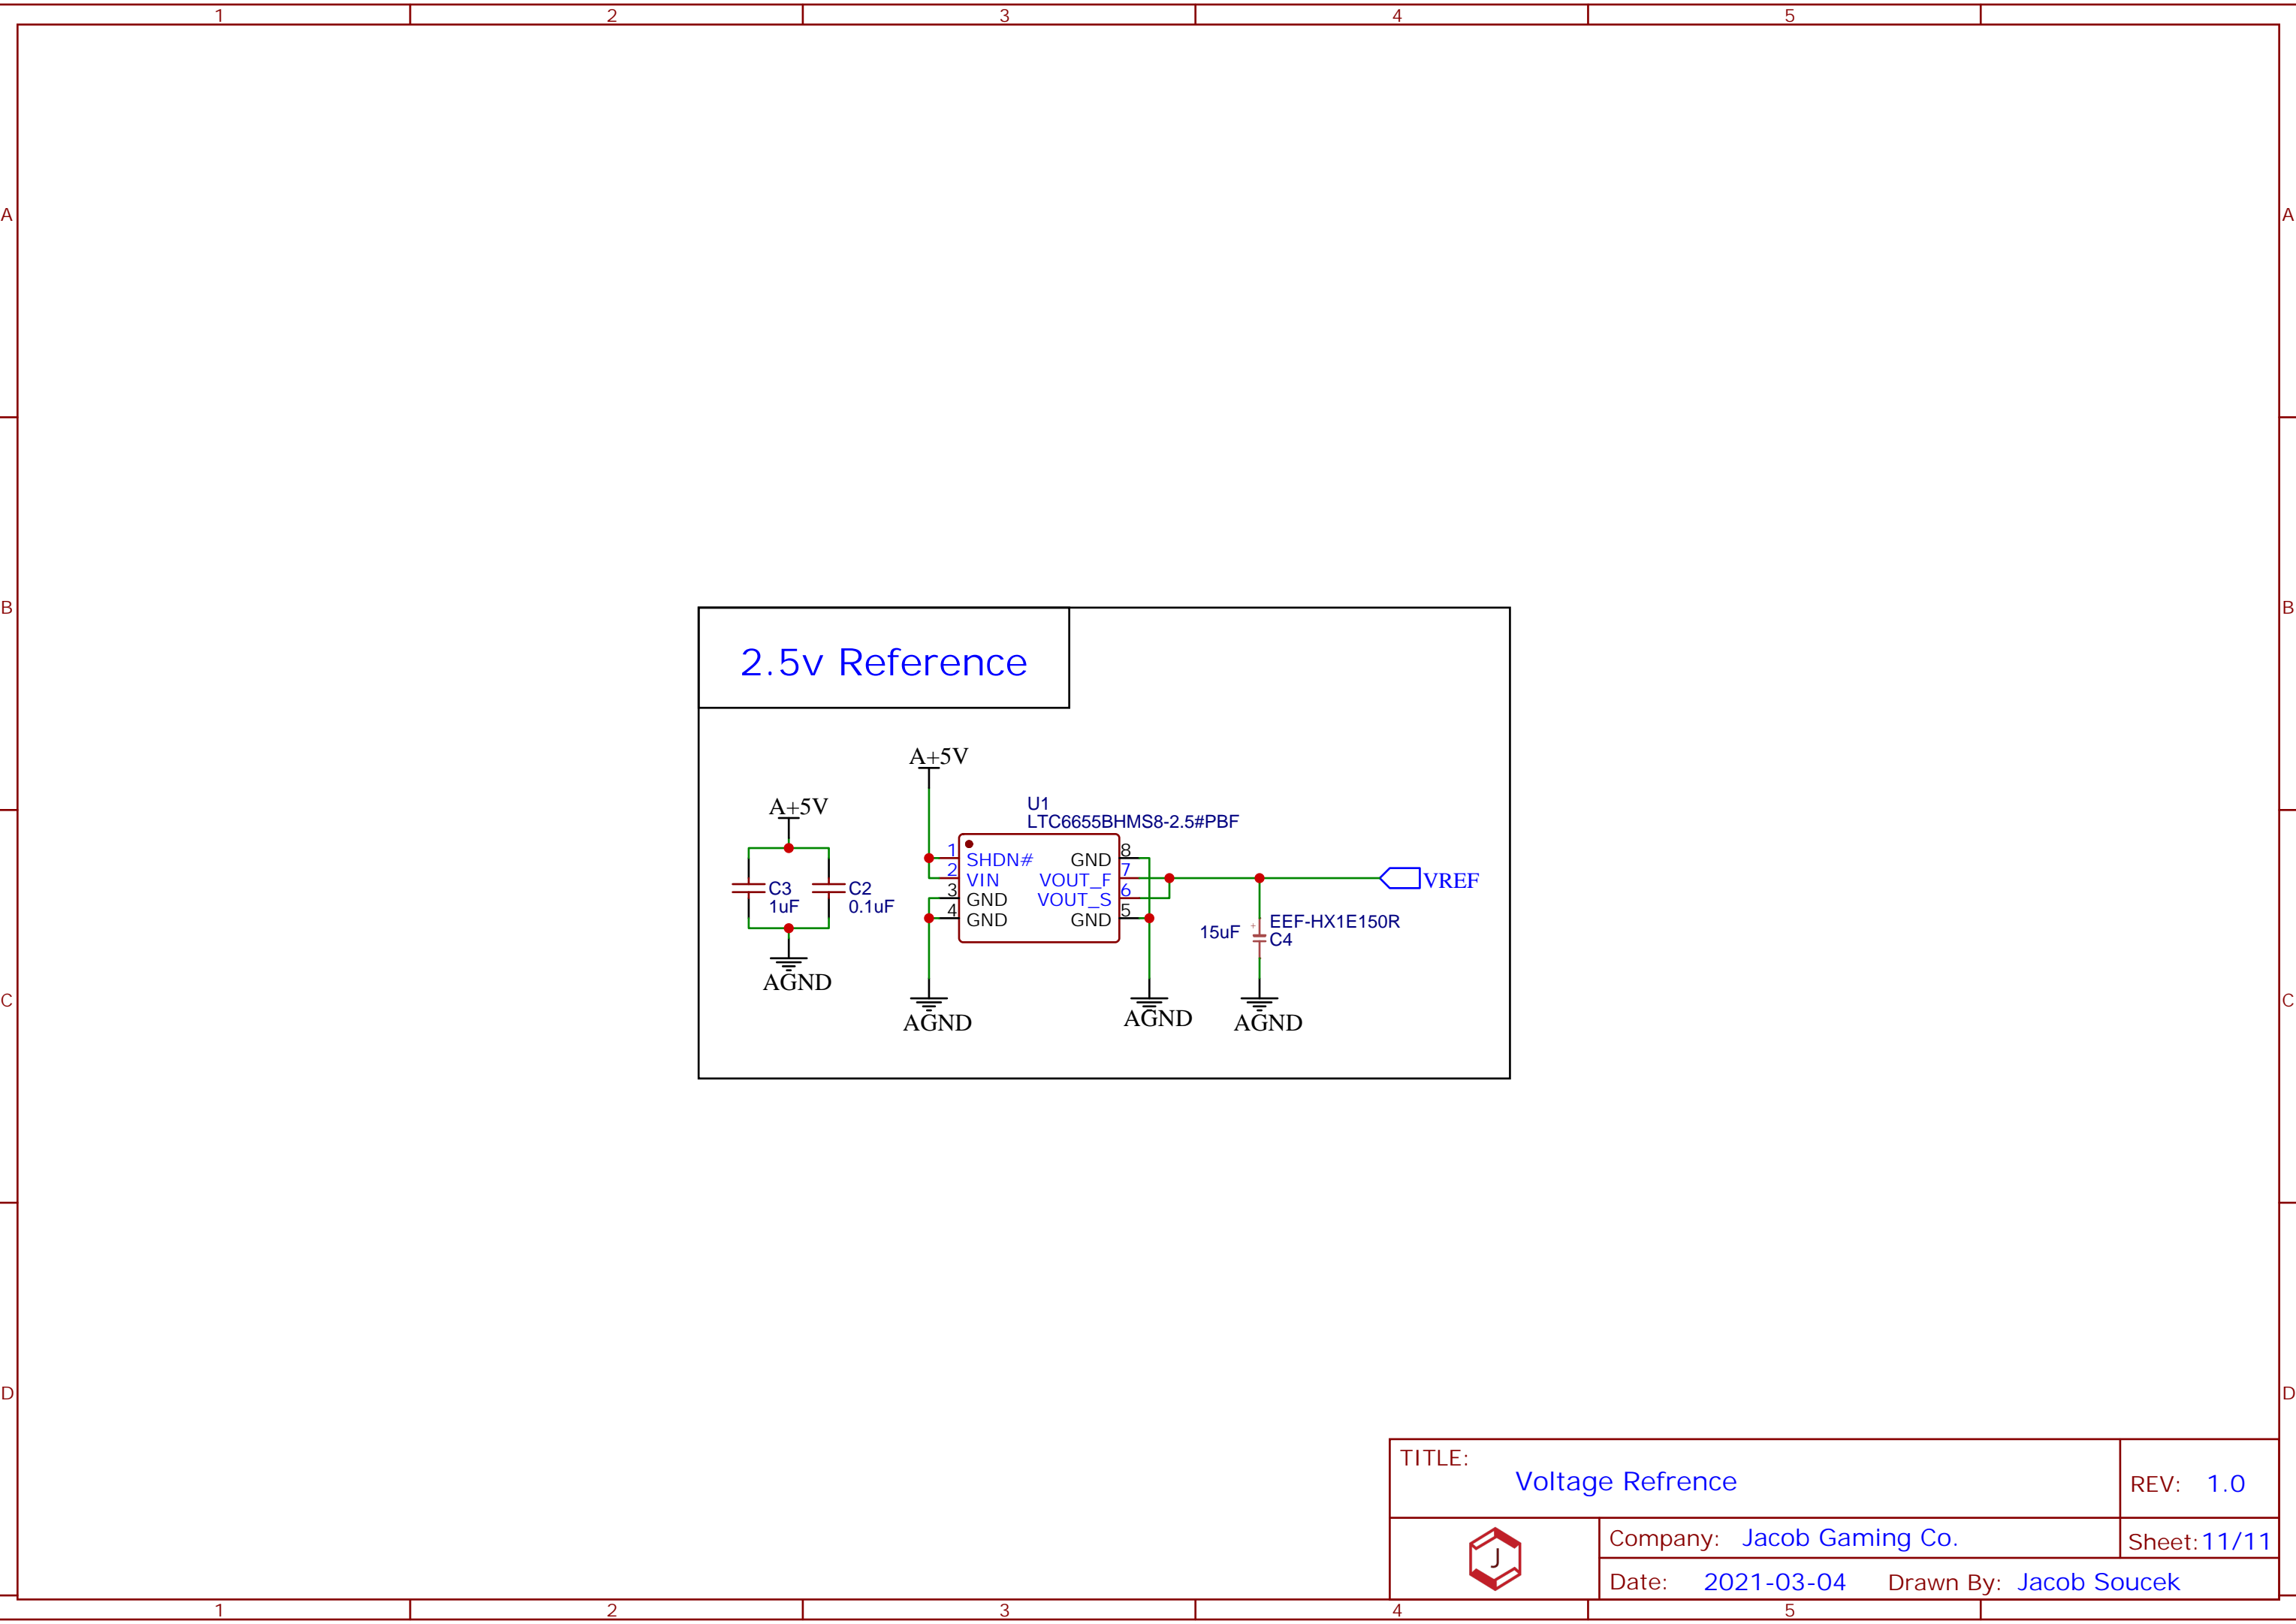 1 2 3 4 5
A A
B B
2.5v Reference
A+5V
A+5V
U1
LTC6655BHMS8-2.5#PBF
1 SHDN# GND 8
2 VIN VOUT_F 7
3 GND VOUT_S 6
4 GND GND 5
VREF
C3
1uF
C2
0.1uF
15uF
+
EEF-HX1E150R
C4
AGND
AGND
AGND
AGND
C C
D D
TITLE:
Voltage Refrence
REV: 1.0
J
Company: Jacob Gaming Co.
Sheet: 11/11
Date: 2021-03-04 Drawn By: Jacob Soucek
1 2 3 4 5